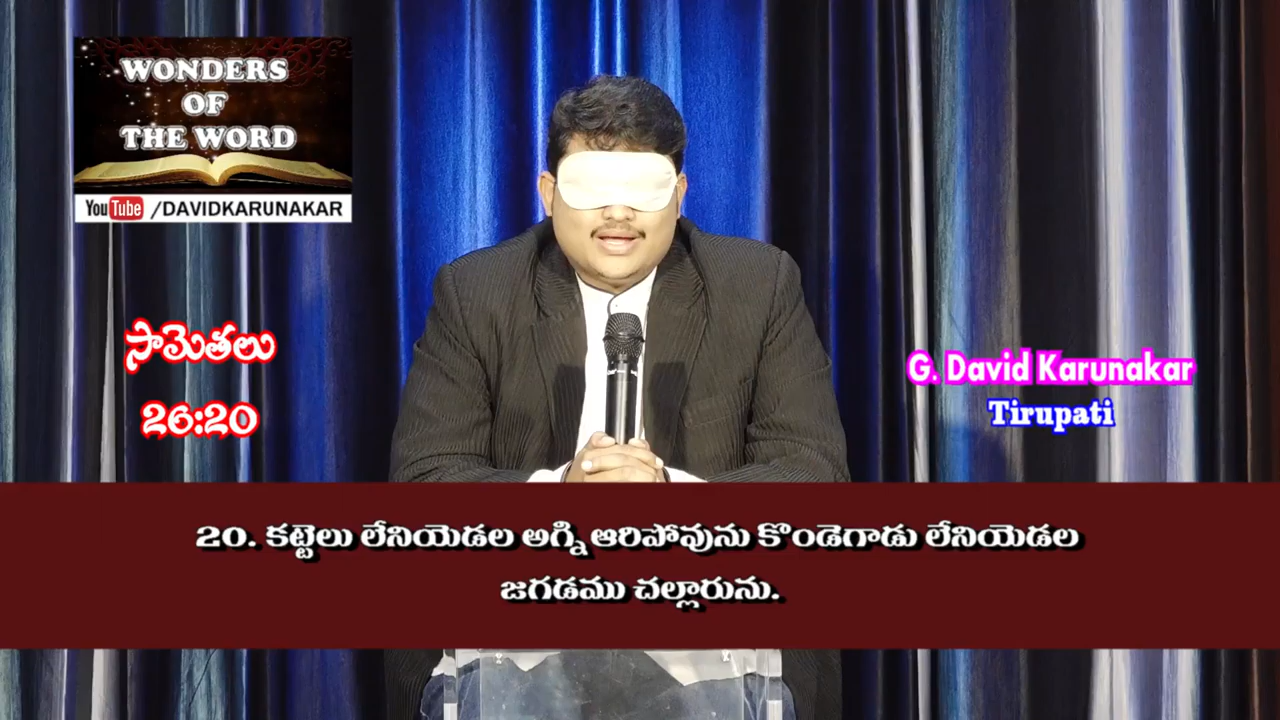 WONDERS
OF
THE WORD
YouTube /DAVIDKARUNAKAR
సామెతలు
26:20
G. David Karunakar
Tirupati
20. కట్టెలు లేనియెడల అగ్ని ఆరిపోవును కొండెగాడు లేనియెడల
జగడము చల్లారును.